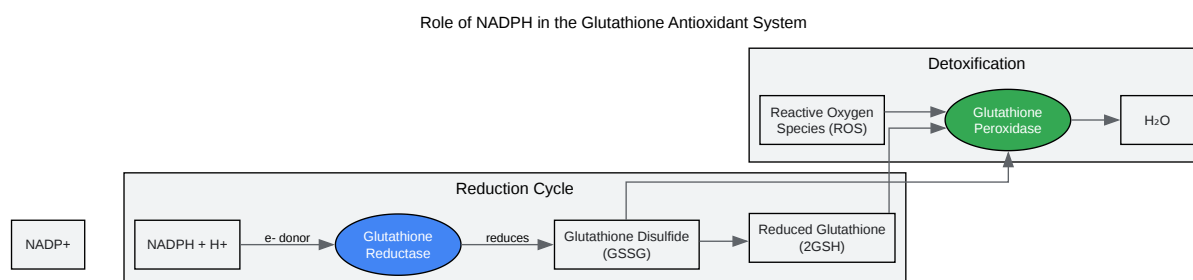 Role of NADPH in the Glutathione Antioxidant System
Detoxification
Reactive Oxygen
Species (ROS)
Glutathione
Peroxidase
H₂O
Reduction Cycle
NADP+
NADPH + H+
e- donor
Glutathione
Reductase
reduces
Glutathione Disulfide
(GSSG)
Reduced Glutathione
(2GSH)